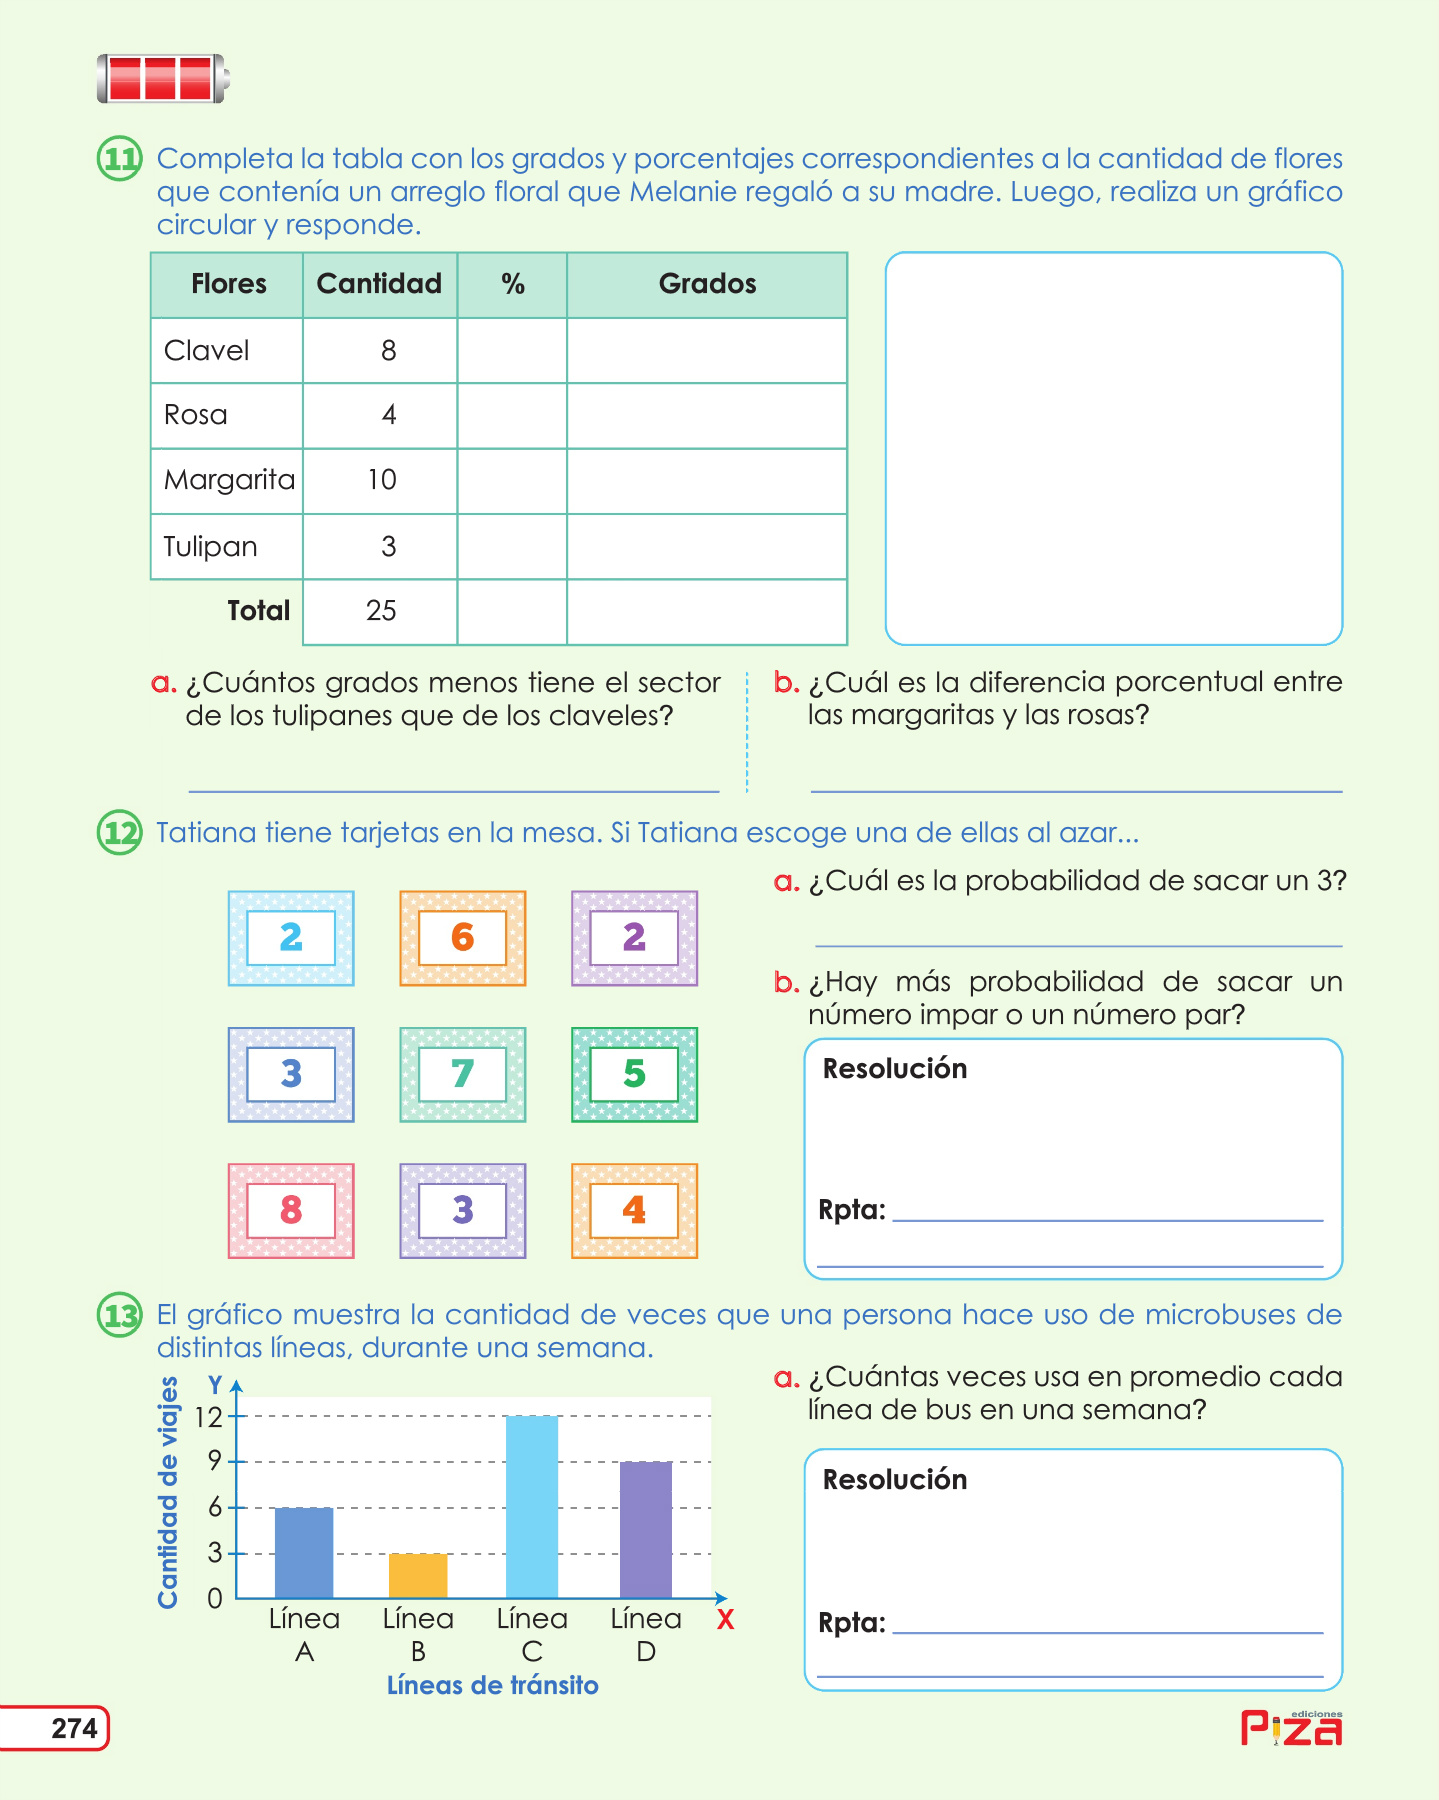 11 Completa la tabla con los grados y porcentajes correspondientes a la cantidad de flores
que contenía un arreglo floral que Melanie regaló a su madre. Luego, realiza un gráfico
circular y responde.
Flores Cantidad % Grados
Clavel 8
Rosa 4
Margarita 10
Tulipan 3
Total 25
a. ¿Cuántos grados menos tiene el sector
de los tulipanes que de los claveles?
b. ¿Cuál es la diferencia porcentual entre
las margaritas y las rosas?
12 Tatiana tiene tarjetas en la mesa. Si Tatiana escoge una de ellas al azar...
2 6 2
3 7 5
8 3 4
a. ¿Cuál es la probabilidad de sacar un 3?
b. ¿Hay más probabilidad de sacar un
número impar o un número par?
Resolución
Rpta:
13 El gráfico muestra la cantidad de veces que una persona hace uso de microbuses de
distintas líneas, durante una semana.
Cantidad de viajes
Y
12
9
6
3
0
Línea Línea Línea Línea X
A B C D
Líneas de tránsito
a. ¿Cuántas veces usa en promedio cada
línea de bus en una semana?
Resolución
Rpta:
274
ediciones
Piza